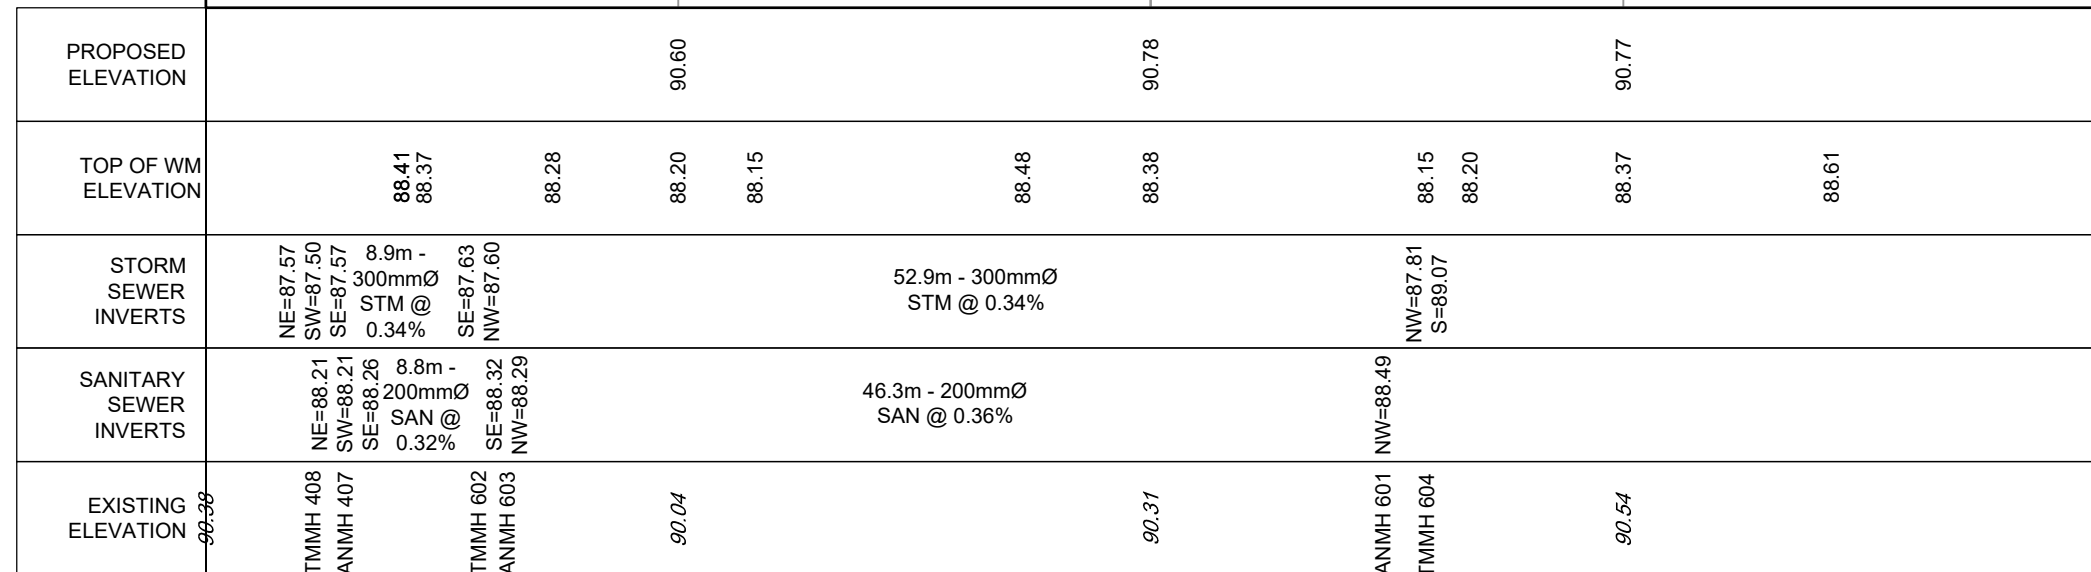 PROPOSED
ELEVATION
90.60
90.78
90.77
TOP OF WM
ELEVATION
88.41
88.37
88.28
88.20
88.15
88.48
88.38
88.15
88.20
88.37
88.61
STORM
SEWER
INVERTS
NE=87.57
SW=87.50
SE=87.57
8.9m -
300mmØ
STM @
0.34%
SE=87.63
NW=87.60
52.9m - 300mmØ
STM @ 0.34%
NW=87.81
S=89.07
SANITARY
SEWER
INVERTS
NE=88.21
SW=88.21
SE=88.26
8.8m -
200mmØ
SAN @
0.32%
SE=88.32
NW=88.29
46.3m - 200mmØ
SAN @ 0.36%
NW=88.49
EXISTING
ELEVATION
90.38
TMMH 408
ANMH 407
TMMH 602
ANMH 603
90.04
90.31
ANMH 601
TMMH 604
90.54